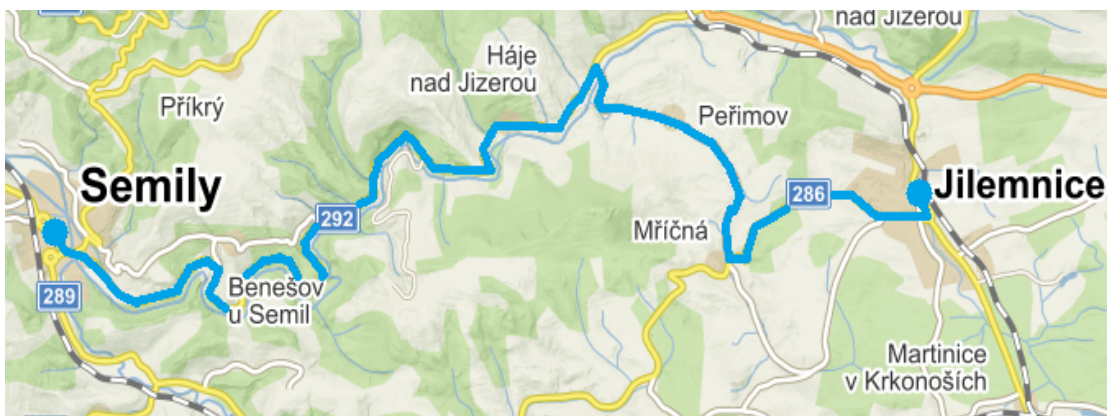 nad Jizerou
Háje
nad Jizerou
Příkrý
Peřimov
Semily
286
Jilemnice
292
Mříčná
Benešov
u Semil
289
Martinice
v Krkonoších